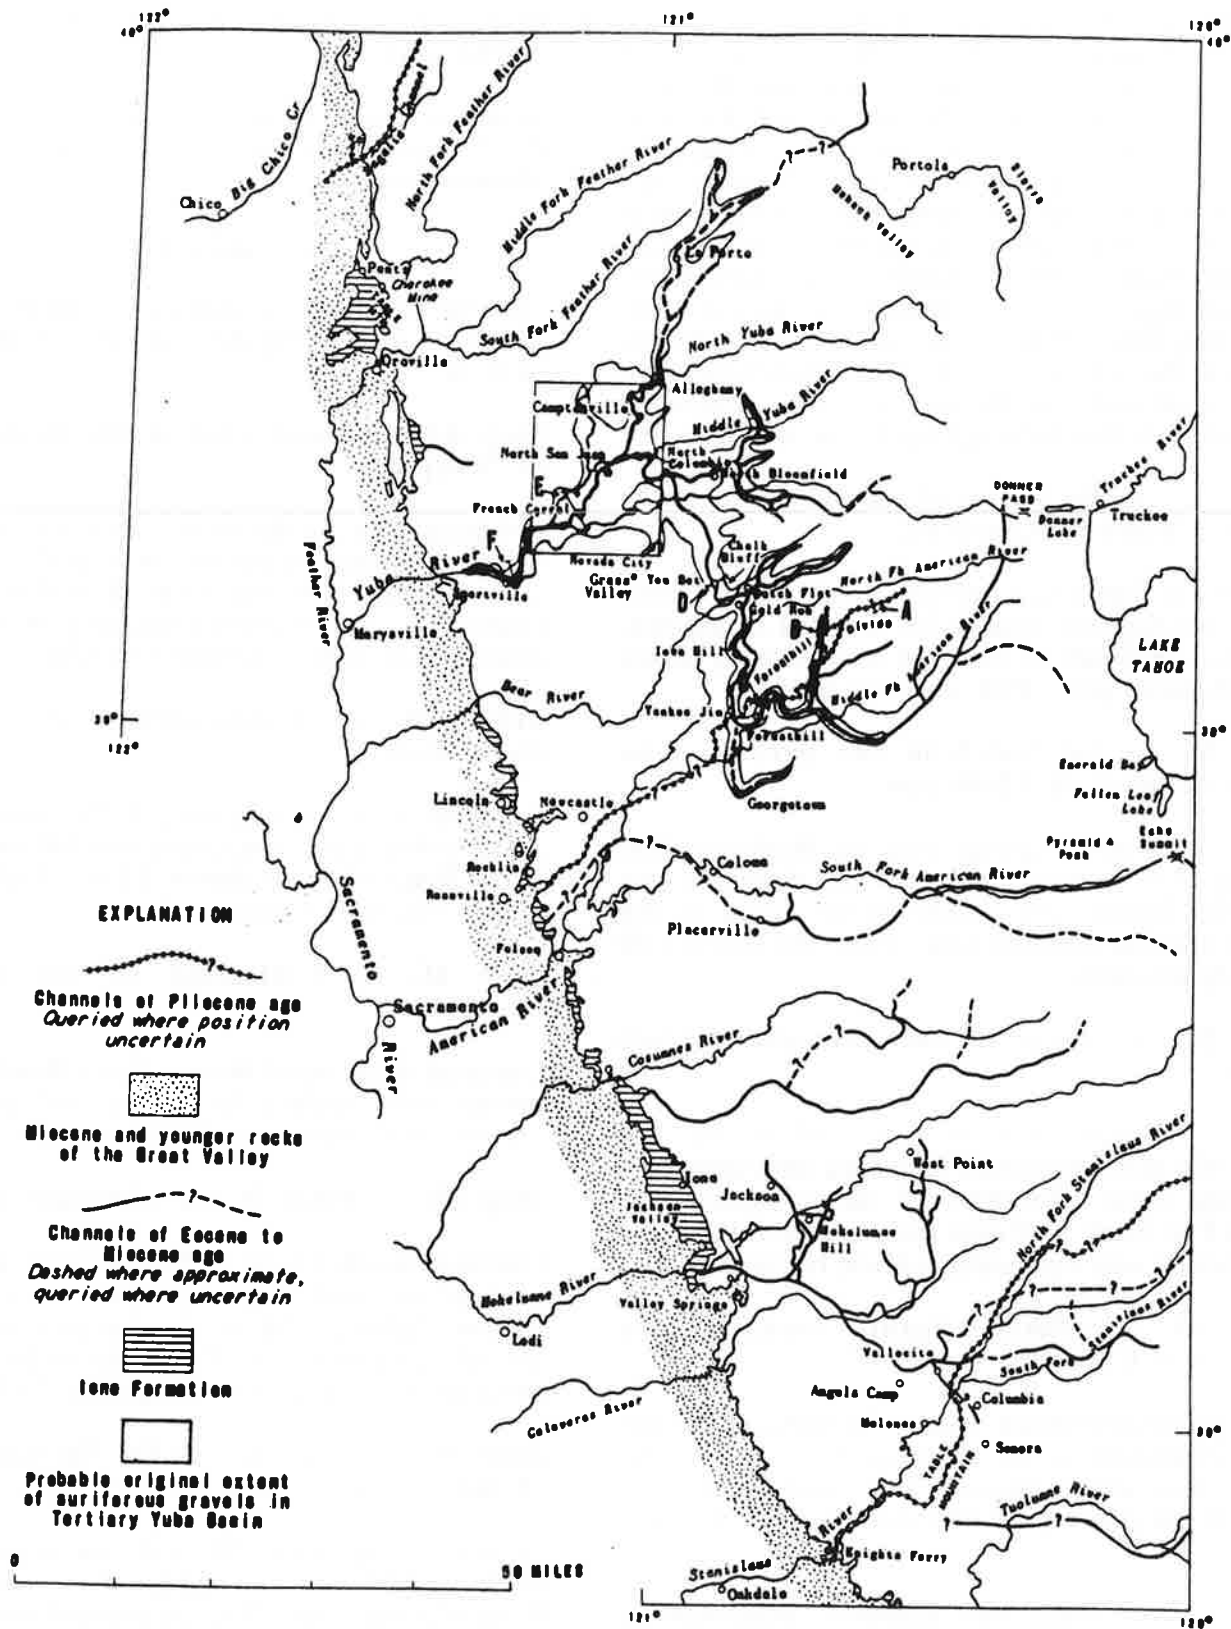 122°
121°
120°
40°
40°
Big Chico Cr
Chico
Magalia
Channel
North Fork Feather River
Middle Fork Feather River
Portola
Sierra
Valley
Mohawk Valley
La Porte
Pentz
Cherokee
Mine
South Fork Feather River
North Yuba River
Oroville
Alleghany
Camptonville
Middle Yuba River
North San Juan
North
Columbia
North Bloomfield
Truckee River
DONNER
PASS
Donner
Lake
Truckee
E
French Corral
F
Chalk
Bluff
Nevada City
Grass
Valley
You Bet
North Fk American River
Feather River
Yuba River
Smartville
D
Dutch Flat
Gold Run
A
B
Divide
Marysville
Iowa Hill
Foresthill
LAKE
TAHOE
Middle Fk American River
Bear River
Yankee Jim
39°
122°
Foresthill
39°
Emerald Bay
Fallen Leaf
Lake
Lincoln
Newcastle
Georgetown
Echo
Summit
Pyramid
Peak
Rocklin
Coloma
South Fork American River
Roseville
Placerville
Sacramento
River
Folsom
EXPLANATION
?
Channels of Pliocene age
Queried where position
uncertain
Sacramento
American River
Cosumnes River
Miocene and younger rocks
of the Great Valley
West Point
Ione
Jackson
North Fork Stanislaus River
Jackson
Valley
Mokelumne
Hill
?
Channels of Eocene to
Miocene age
Dashed where approximate,
queried where uncertain
Mokelumne River
Valley Springs
Lodi
Stanislaus River
South Fork
Vallecito
Ione Formation
Angels Camp
Columbia
Calaveras River
Melones
38°
Sonora
TABLE
MOUNTAIN
Probable original extent
of auriferous gravels in
Tertiary Yuba Basin
Tuolumne River
0
50 MILES
Stanislaus River
Knights Ferry
Oakdale
121°
120°